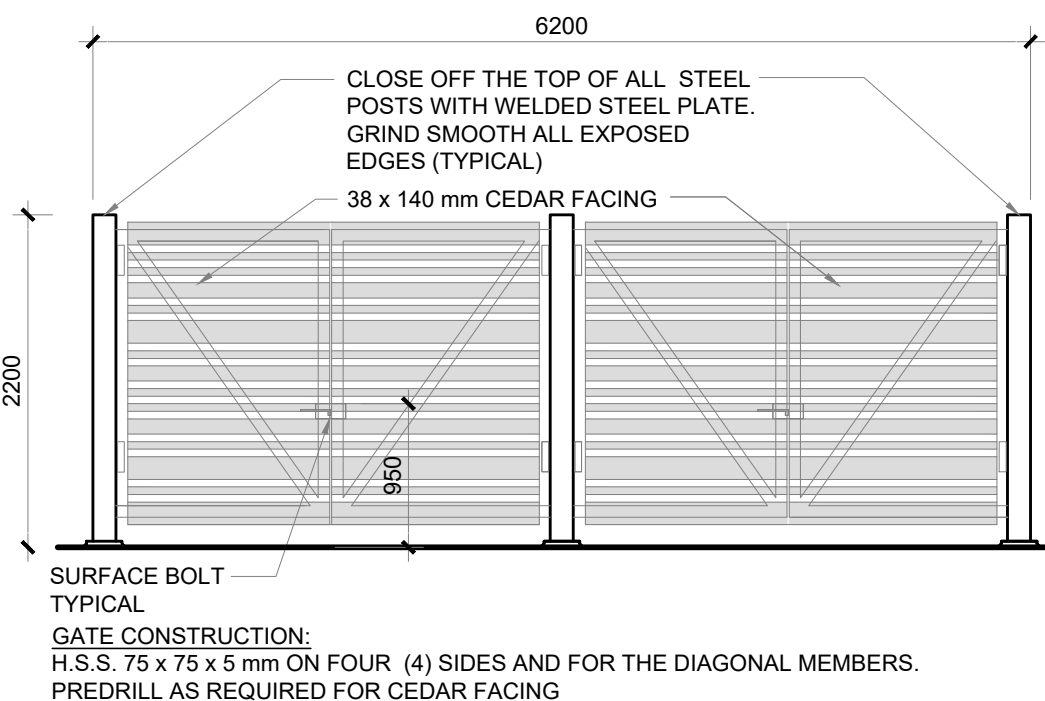 6200
CLOSE OFF THE TOP OF ALL STEEL
POSTS WITH WELDED STEEL PLATE.
GRIND SMOOTH ALL EXPOSED
EDGES (TYPICAL)
38 x 140 mm CEDAR FACING
2200
950
SURFACE BOLT
TYPICAL
GATE CONSTRUCTION:
H.S.S. 75 x 75 x 5 mm ON FOUR (4) SIDES AND FOR THE DIAGONAL MEMBERS.
PREDRILL AS REQUIRED FOR CEDAR FACING